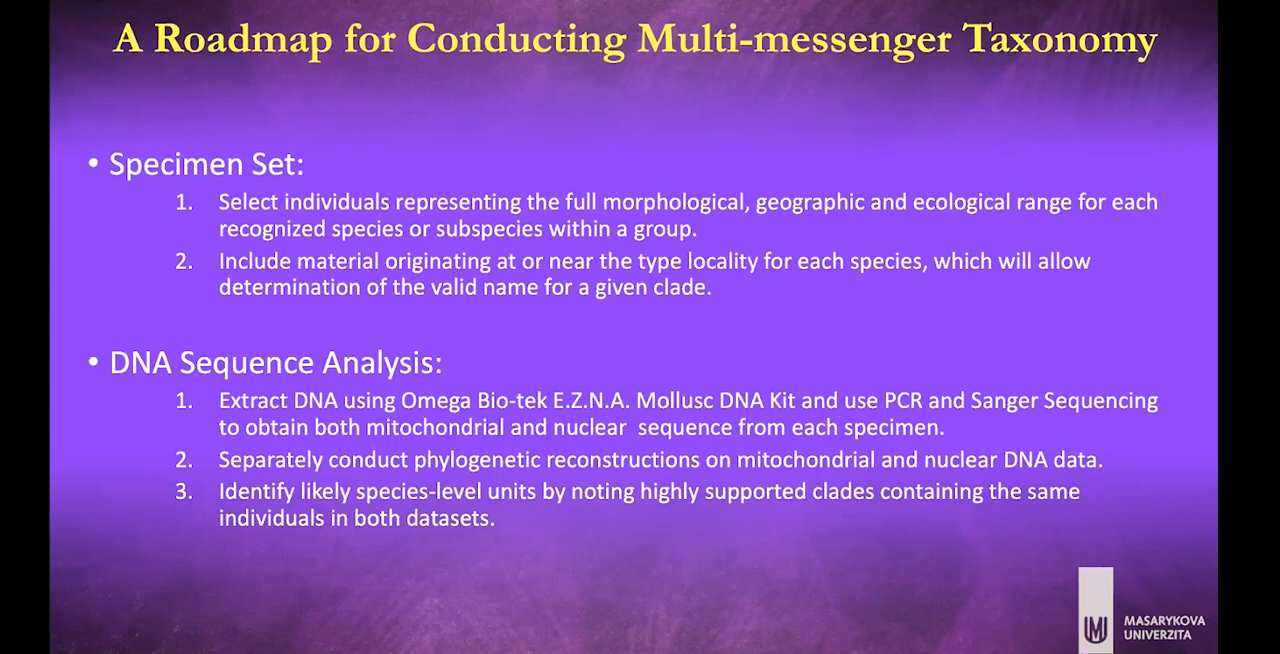 A Roadmap for Conducting Multi-messenger Taxonomy
• Specimen Set:
1. Select individuals representing the full morphological, geographic and ecological range for each
recognized species or subspecies within a group.
2. Include material originating at or near the type locality for each species, which will allow
determination of the valid name for a given clade.
• DNA Sequence Analysis:
1. Extract DNA using Omega Bio-tek E.Z.N.A. Mollusc DNA Kit and use PCR and Sanger Sequencing
to obtain both mitochondrial and nuclear sequence from each specimen.
2. Separately conduct phylogenetic reconstructions on mitochondrial and nuclear DNA data.
3. Identify likely species-level units by noting highly supported clades containing the same
individuals in both datasets.
MASARYKOVA
UNIVERZITA